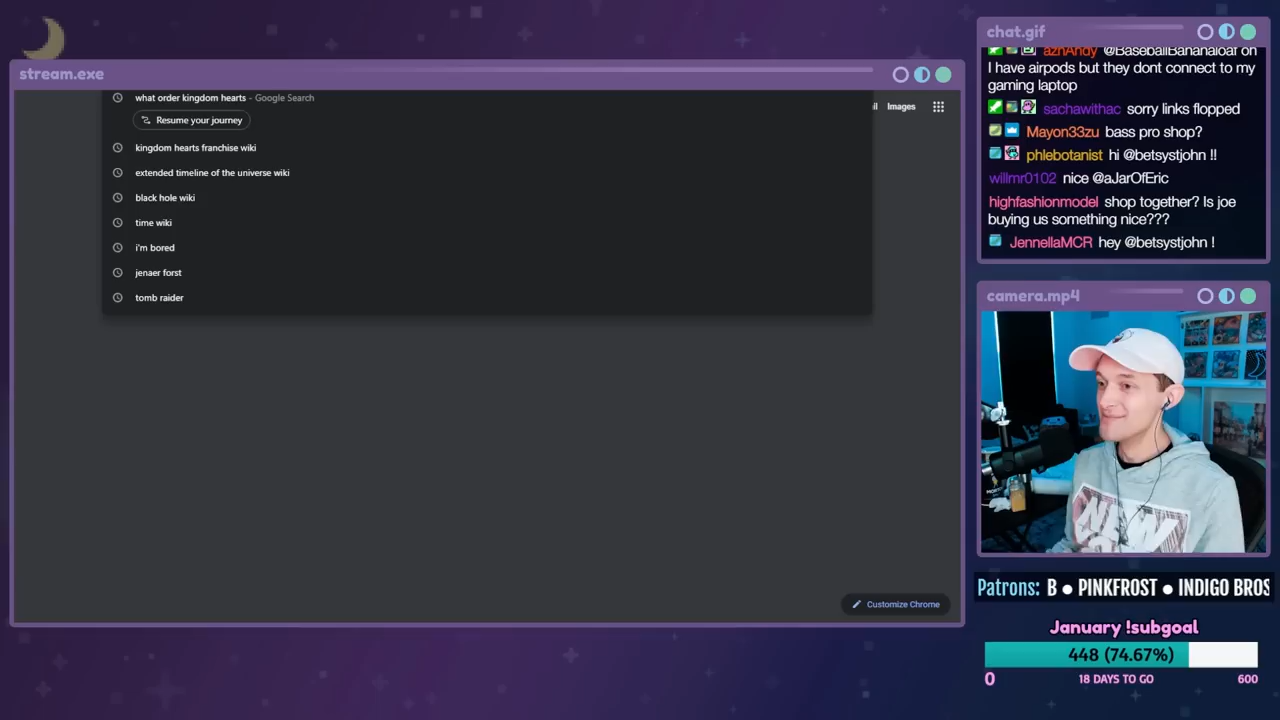 stream.exe
what order kingdom hearts - Google Search
Resume your journey
kingdom hearts franchise wiki
extended timeline of the universe wiki
black hole wiki
time wiki
i'm bored
jenaer forst
tomb raider
Images
Customize Chrome
chat.gif
aznAndy @BaseballBananaloaf on
I have airpods but they dont connect to my
gaming laptop
sachawithac sorry links flopped
Mayon33zu bass pro shop?
phlebotanist hi @betsystjohn !!
willmr0102 nice @aJarOfEric
highfashionmodel shop together? Is joe
buying us something nice???
JennellaMCR hey @betsystjohn !
camera.mp4
NEW
Patrons: B ● PINKFROST ● INDIGO BROS
January !subgoal
448 (74.67%)
0 18 DAYS TO GO 600